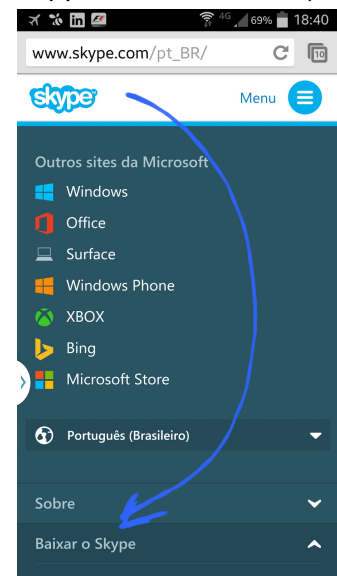 4G 69% 18:40
www.skype.com/pt_BR/ 10
skype Menu
Outros sites da Microsoft
Windows
Office
Surface
Windows Phone
XBOX
Bing
Microsoft Store
Português (Brasileiro)
Sobre
Baixar o Skype